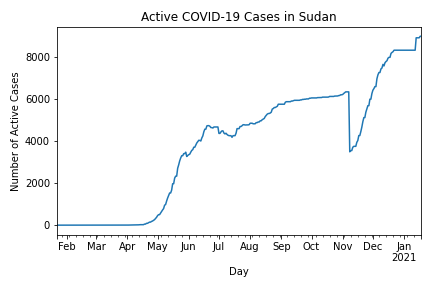 Active COVID-19 Cases in Sudan
Number of Active Cases
8000
6000
4000
2000
0
Feb Mar Apr May Jun Jul Aug Sep Oct Nov Dec Jan
2021
Day